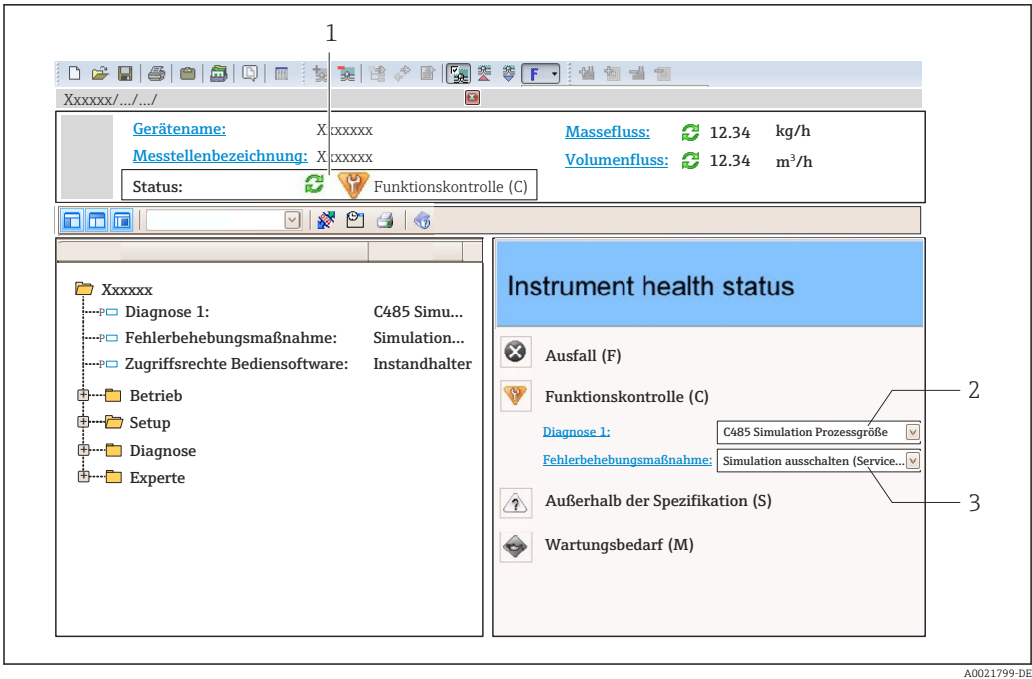 1
F
Xxxxxx/.../.../
Gerätename: Xxxxxxx
Messtellenbezeichnung: Xxxxxxx
Status: Funktionskontrolle (C)
Massefluss: 12.34 kg/h
Volumenfluss: 12.34 m³/h
Xxxxxx
P Diagnose 1: C485 Simu...
P Fehlerbehebungsmaßnahme: Simulation...
P Zugriffsrechte Bediensoftware: Instandhalter
Betrieb
Setup
Diagnose
Experte
Instrument health status
Ausfall (F)
Funktionskontrolle (C)
2
Diagnose 1: C485 Simulation Prozessgröße
Fehlerbehebungsmaßnahme: Simulation ausschalten (Service...
3
Außerhalb der Spezifikation (S)
Wartungsbedarf (M)
A0021799-DE